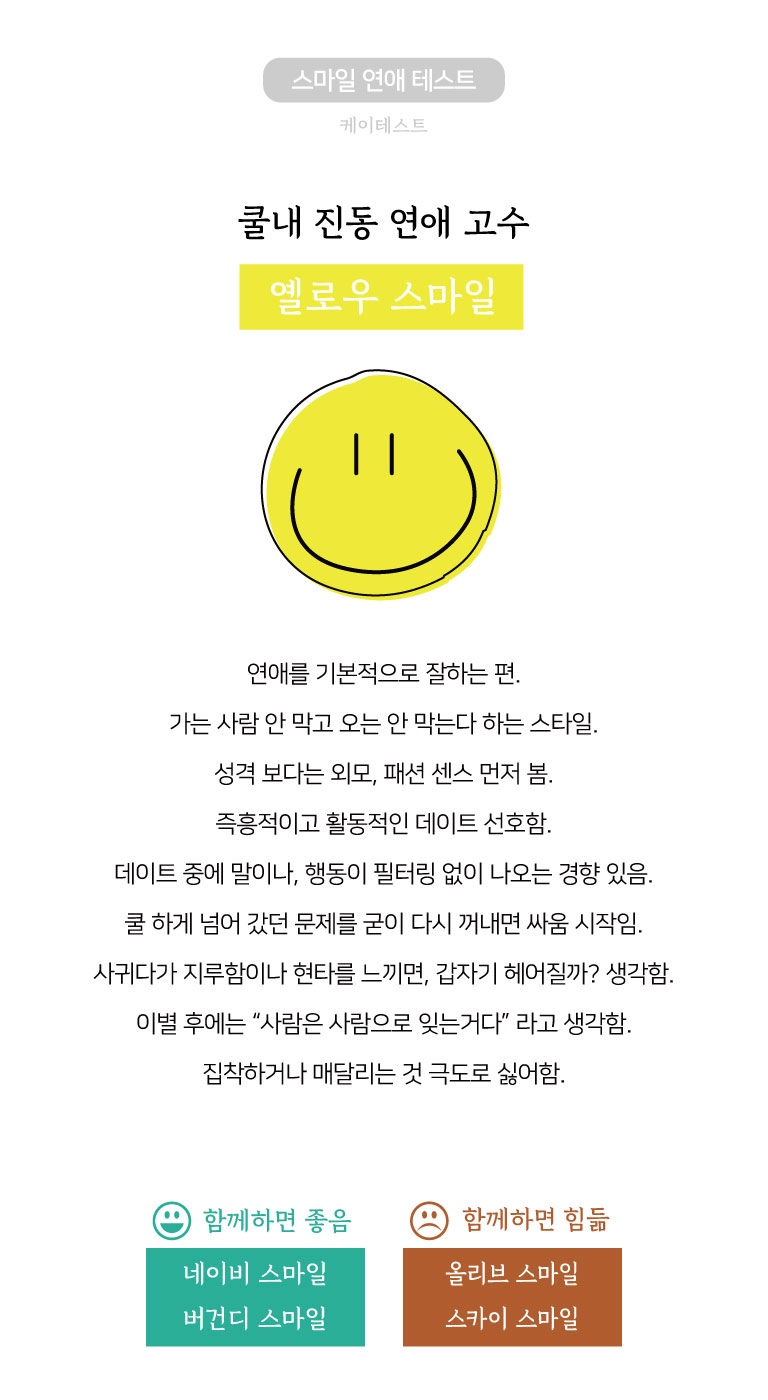 스마일 연애 테스트
케이테스트
쿨내 진동 연애 고수
옐로우 스마일
연애를 기본적으로 잘하는 편.
가는 사람 안 막고 오는 안 막는다 하는 스타일.
성격 보다는 외모, 패션 센스 먼저 봄.
즉흥적이고 활동적인 데이트 선호함.
데이트 중에 말이나, 행동이 필터링 없이 나오는 경향 있음.
쿨 하게 넘어 갔던 문제를 굳이 다시 꺼내면 싸움 시작임.
사귀다가 지루함이나 현타를 느끼면, 갑자기 헤어질까? 생각함.
이별 후에는 “사람은 사람으로 잊는거다” 라고 생각함.
집착하거나 매달리는 것 극도로 싫어함.
함께하면 좋음
네이비 스마일
버건디 스마일
함께하면 힘듦
올리브 스마일
스카이 스마일